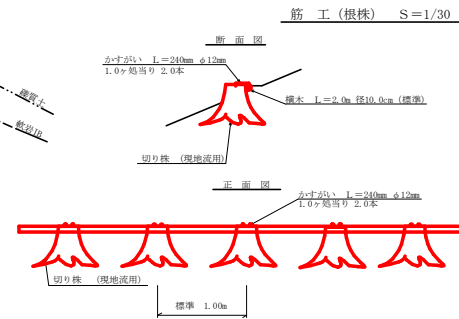 筋 工（根株） S＝1/30
断 面 図
かすがい L＝240mm φ12mm
1.0ヶ処当り 2.0本
礫質土
軟岩IB
横木 L＝2.0m 径10.0cm（標準）
切り株 （現地流用）
正 面 図
かすがい L＝240mm φ12mm
1.0ヶ処当り 2.0本
切り株 （現地流用）
標準 1.00m